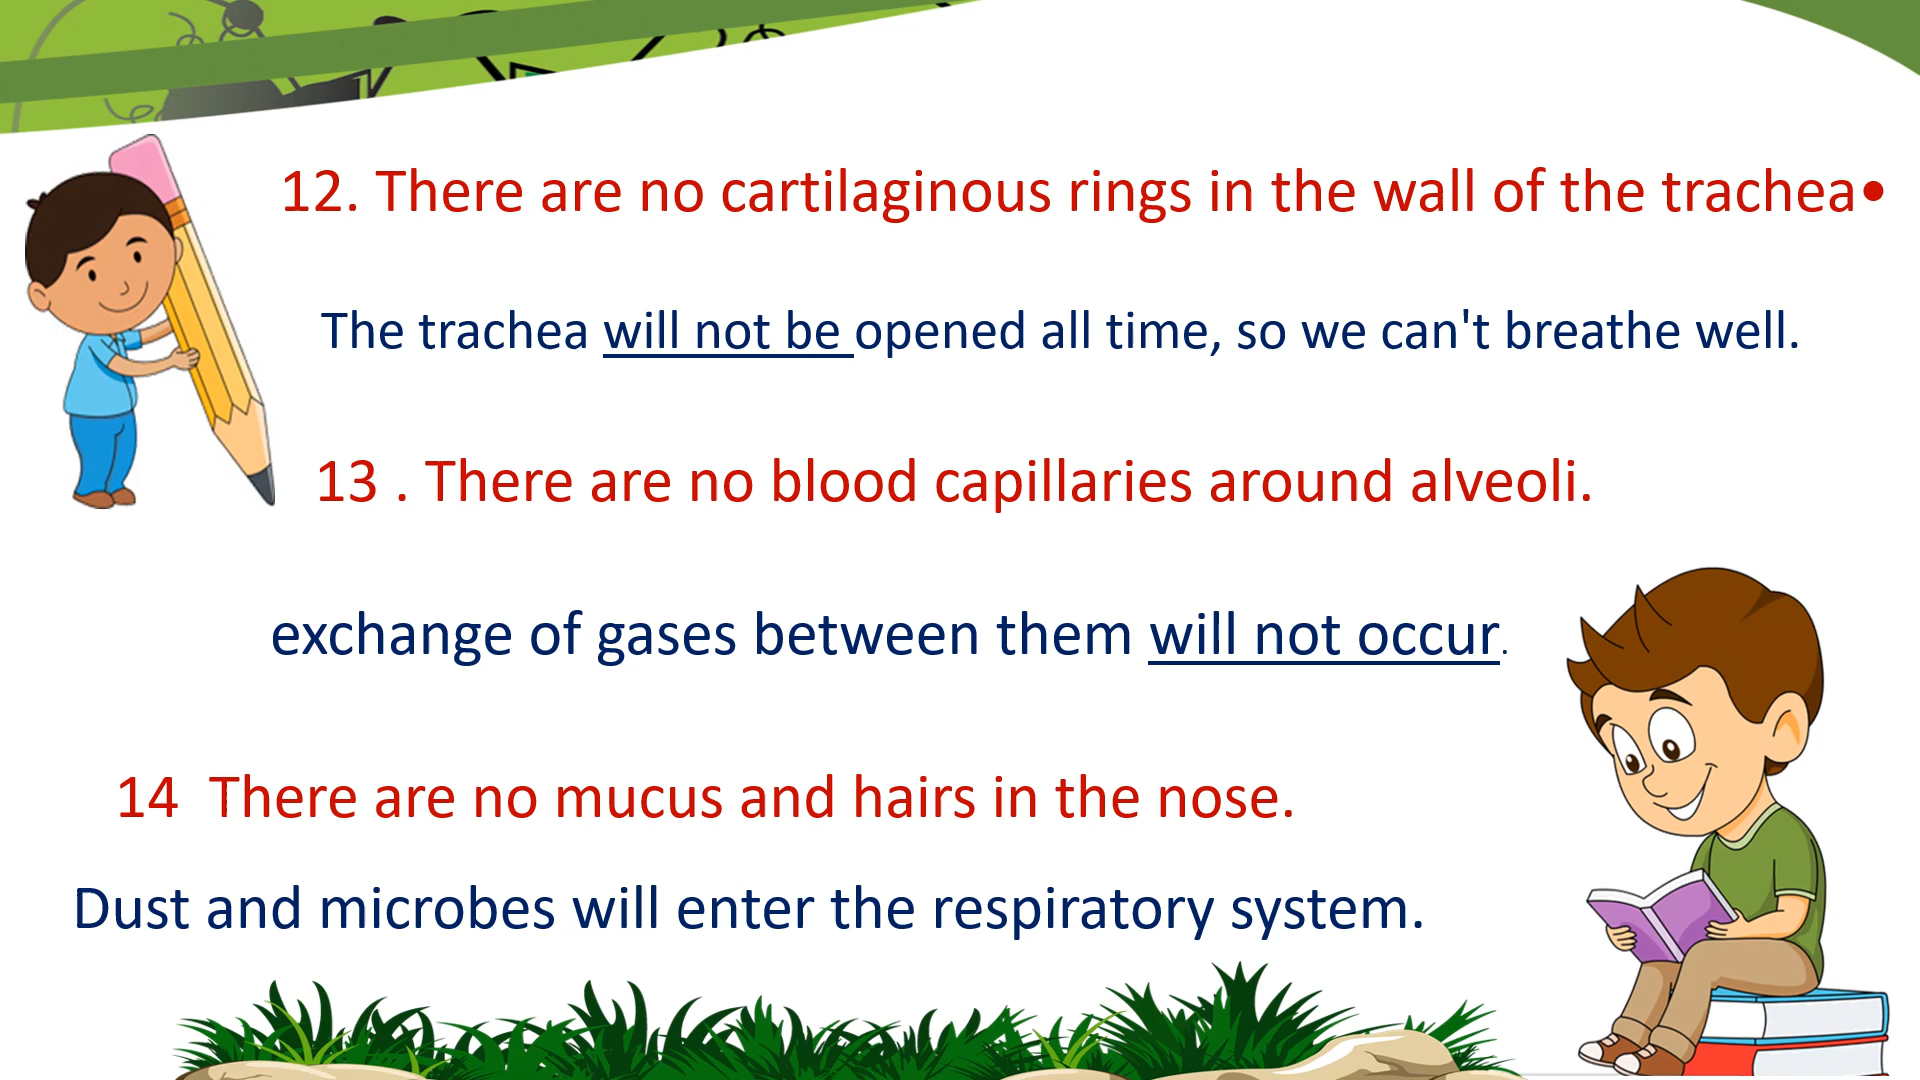 12. There are no cartilaginous rings in the wall of the trachea•
The trachea will not be opened all time, so we can't breathe well.
13 . There are no blood capillaries around alveoli.
exchange of gases between them will not occur.
14  There are no mucus and hairs in the nose.
Dust and microbes will enter the respiratory system.